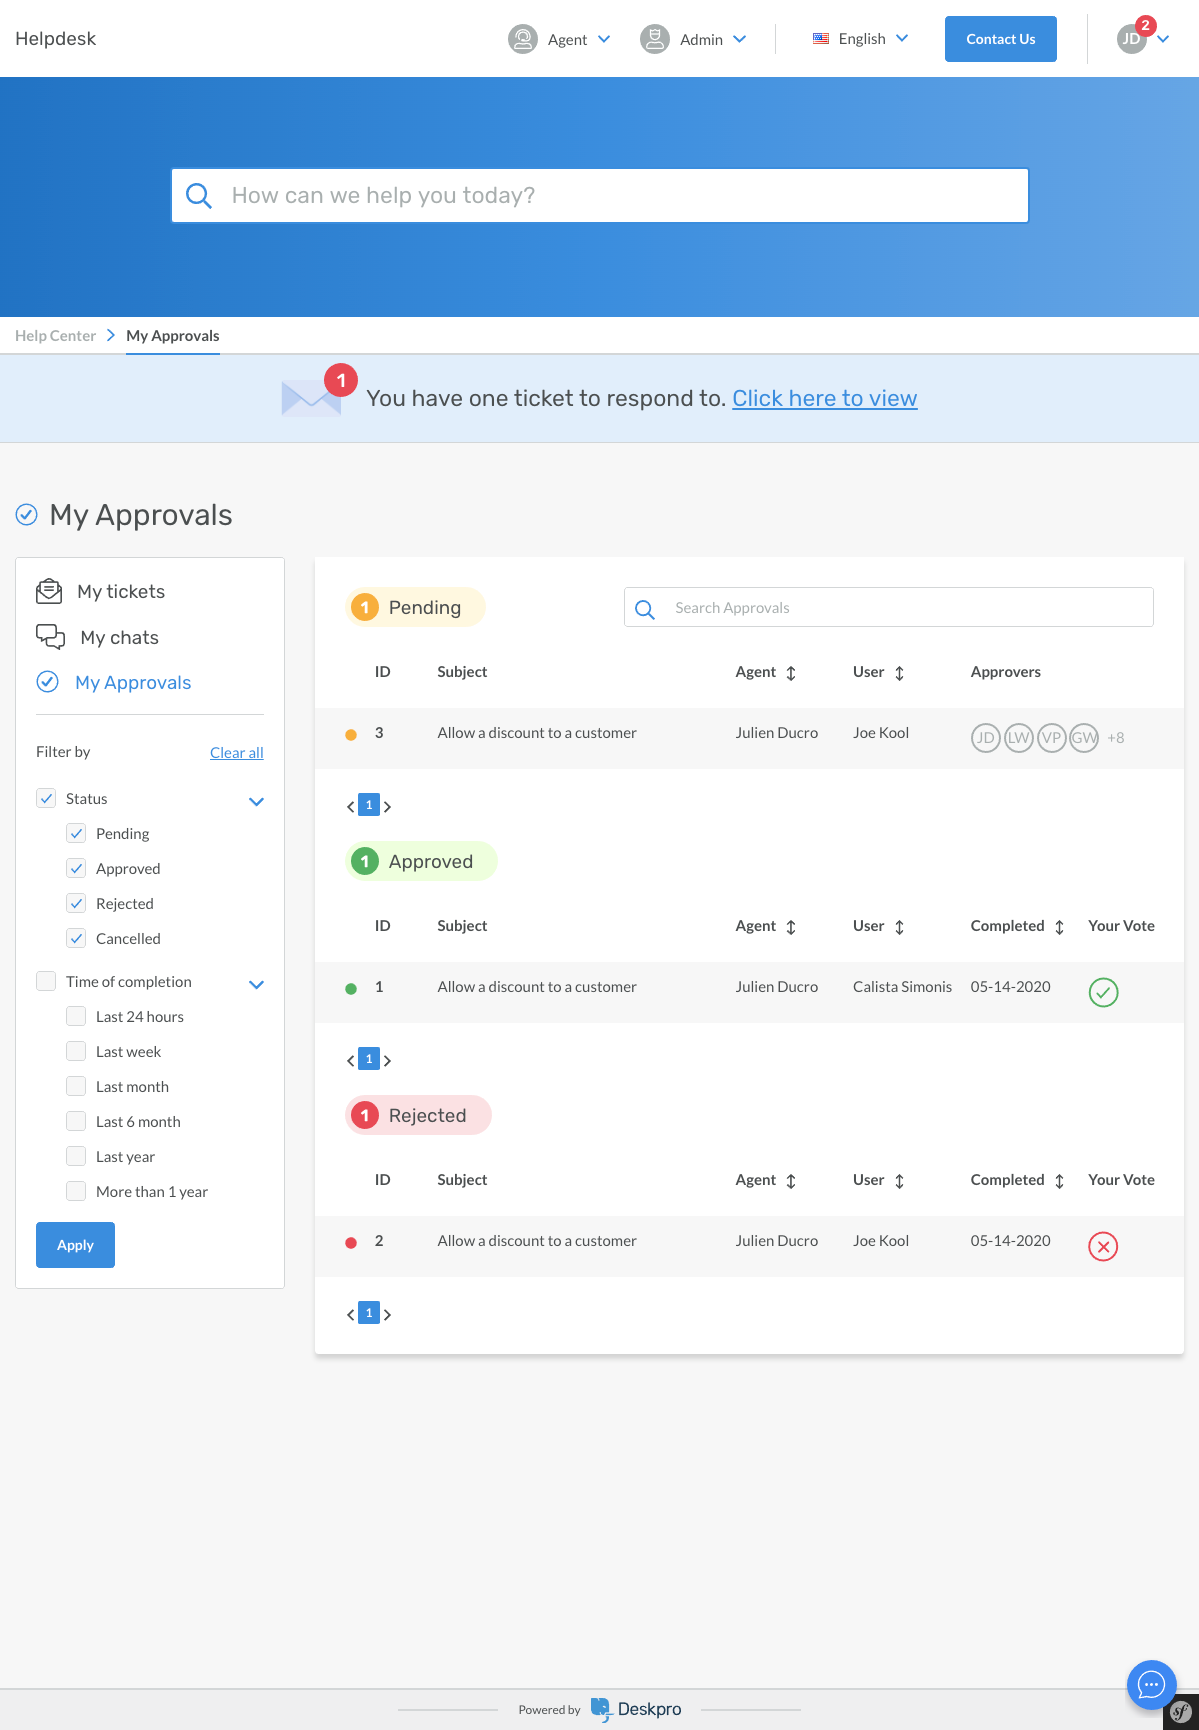 Helpdesk
Agent
Admin
English
Contact Us
JD
2
How can we help you today?
Help Center
My Approvals
1
You have one ticket to respond to. Click here to view
My Approvals
My tickets
My chats
My Approvals
Filter by
Clear all
Status
Pending
Approved
Rejected
Cancelled
Time of completion
Last 24 hours
Last week
Last month
Last 6 month
Last year
More than 1 year
Apply
1 Pending
Search Approvals
ID Subject Agent User Approvers
3 Allow a discount to a customer Julien Ducro Joe Kool JD LW VP GW +8
1
1 Approved
ID Subject Agent User Completed Your Vote
1 Allow a discount to a customer Julien Ducro Calista Simonis 05-14-2020
1
1 Rejected
ID Subject Agent User Completed Your Vote
2 Allow a discount to a customer Julien Ducro Joe Kool 05-14-2020
1
Powered by Deskpro
sf